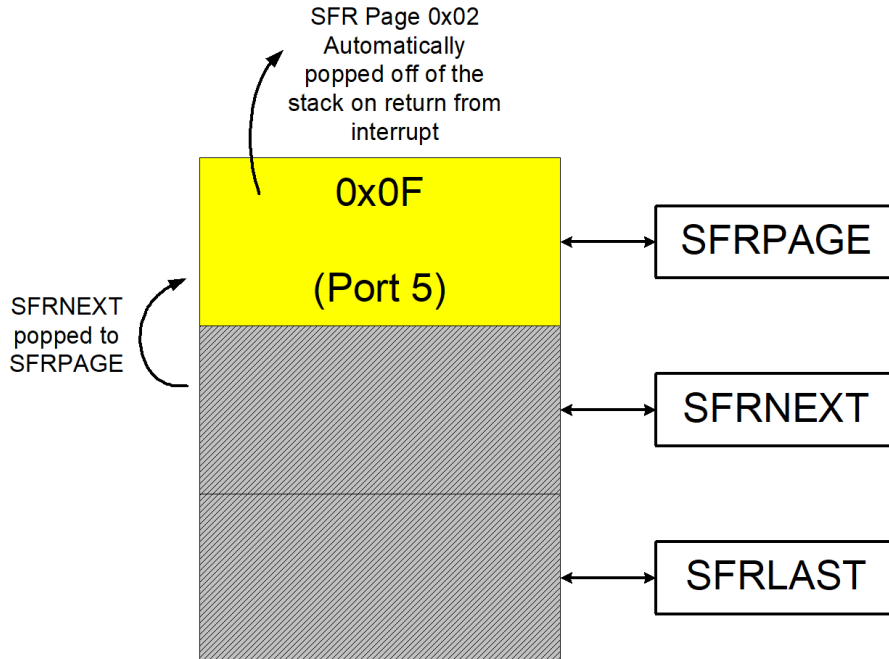 SFR Page 0x02
Automatically
popped off of the
stack on return from
interrupt
0x0F
(Port 5)
SFRPAGE
SFRNEXT
popped to
SFRPAGE
SFRNEXT
SFRLAST